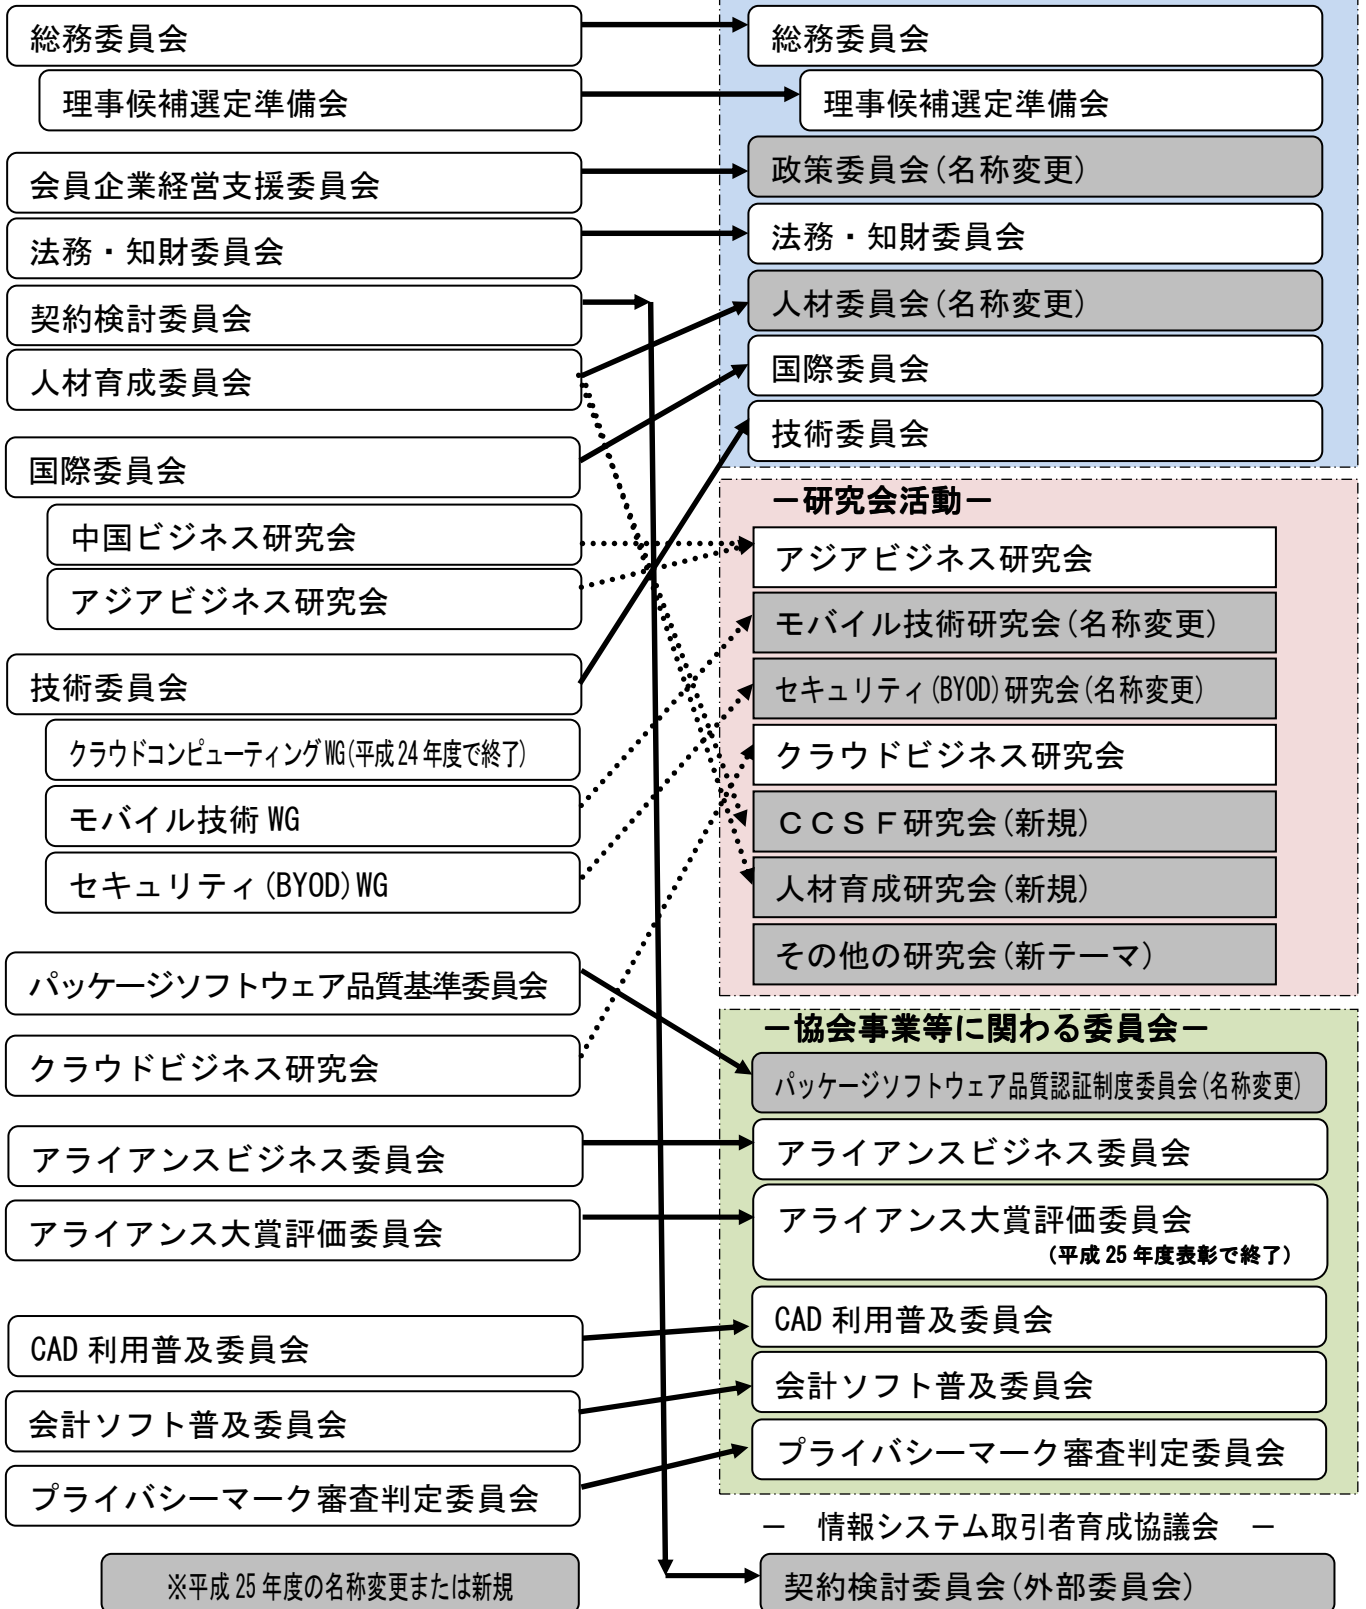 総務委員会
理事候補選定準備会
会員企業経営支援委員会
法務・知財委員会
契約検討委員会
人材育成委員会
国際委員会
中国ビジネス研究会
アジアビジネス研究会
技術委員会
クラウドコンピューティングWG(平成24年度で終了)
モバイル技術WG
セキュリティ(BYOD)WG
パッケージソフトウェア品質基準委員会
クラウドビジネス研究会
アライアンスビジネス委員会
アライアンス大賞評価委員会
CAD利用普及委員会
会計ソフト普及委員会
プライバシーマーク審査判定委員会
※平成25年度の名称変更または新規
総務委員会
理事候補選定準備会
政策委員会(名称変更)
法務・知財委員会
人材委員会(名称変更)
国際委員会
技術委員会
－研究会活動－
アジアビジネス研究会
モバイル技術研究会(名称変更)
セキュリティ(BYOD)研究会(名称変更)
クラウドビジネス研究会
ＣＣＳＦ研究会(新規)
人材育成研究会(新規)
その他の研究会(新テーマ)
－協会事業等に関わる委員会－
パッケージソフトウェア品質認証制度委員会(名称変更)
アライアンスビジネス委員会
アライアンス大賞評価委員会
(平成25年度表彰で終了)
CAD利用普及委員会
会計ソフト普及委員会
プライバシーマーク審査判定委員会
－　情報システム取引者育成協議会　－
契約検討委員会(外部委員会)